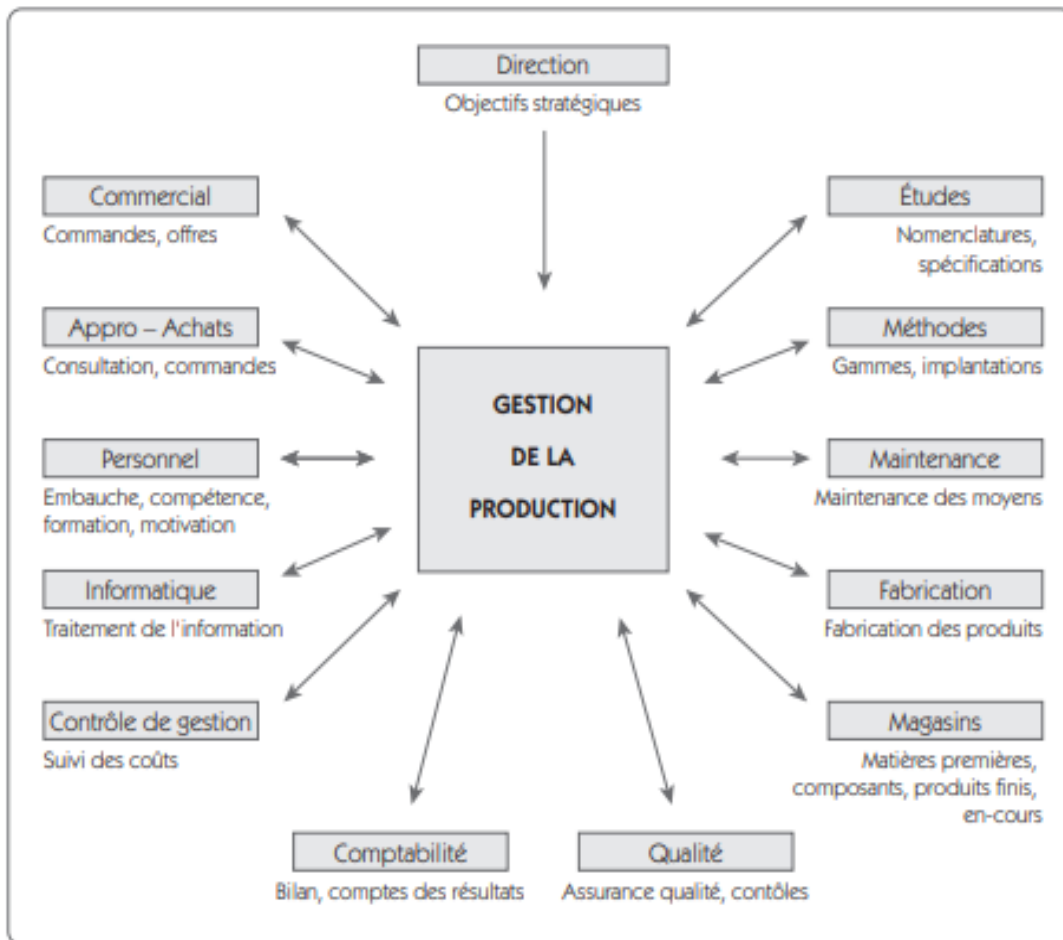 Direction
Objectifs stratégiques
Commercial
Commandes, offres
Appro – Achats
Consultation, commandes
Personnel
Embauche, compétence,
formation, motivation
Informatique
Traitement de l'information
Contrôle de gestion
Suivi des coûts
GESTION
DE LA
PRODUCTION
Études
Nomenclatures,
spécifications
Méthodes
Gammes, implantations
Maintenance
Maintenance des moyens
Fabrication
Fabrication des produits
Magasins
Matières premières,
composants, produits finis,
en-cours
Comptabilité
Bilan, comptes des résultats
Qualité
Assurance qualité, contôles